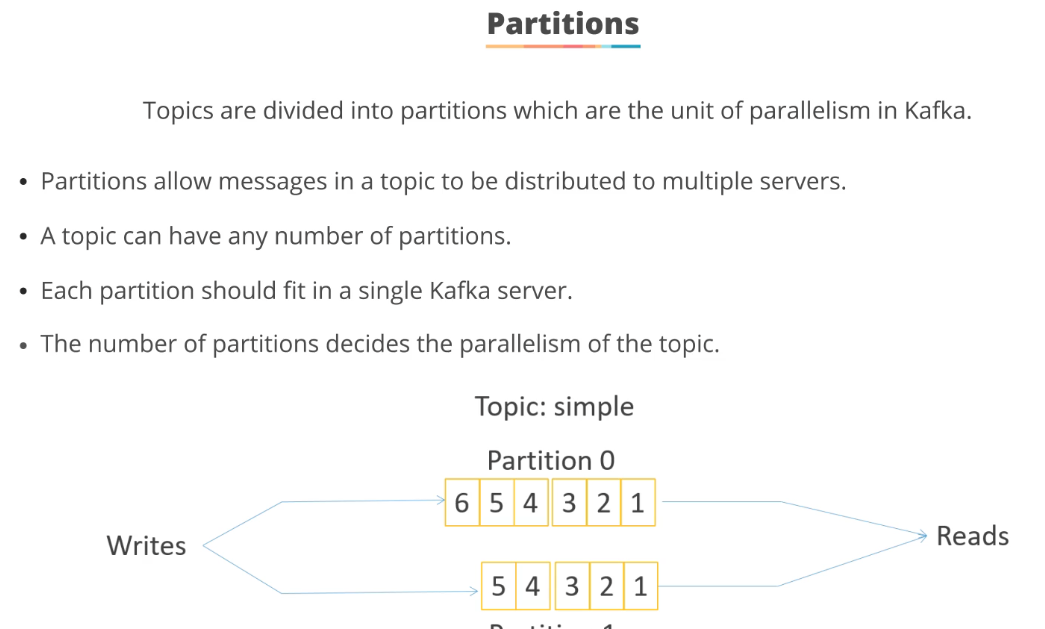 Partitions
Topics are divided into partitions which are the unit of parallelism in Kafka.
• Partitions allow messages in a topic to be distributed to multiple servers.
• A topic can have any number of partitions.
• Each partition should fit in a single Kafka server.
• The number of partitions decides the parallelism of the topic.
Topic: simple
Partition 0
6 5 4 3 2 1
Writes
Reads
5 4 3 2 1